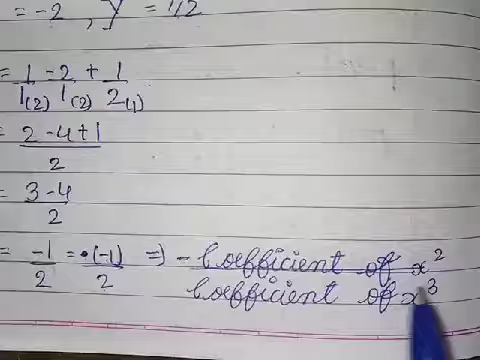 = -2 , y = 1/2
= 1/1(2) -2/1(2) + 1/2(1)
= 2-4+1/2
= 3-4/2
= -1/2 = •(-1)/2 => - Coefficient of x²/Coefficient of x³